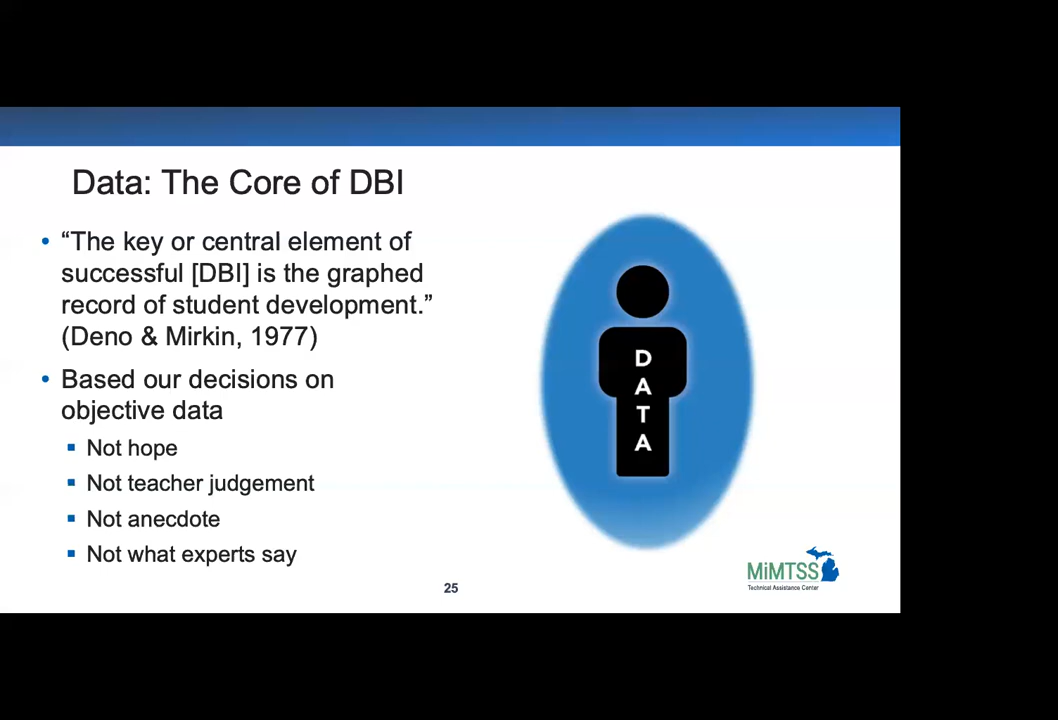 Data: The Core of DBI
• “The key or central element of
successful [DBI] is the graphed
record of student development.”
(Deno & Mirkin, 1977)
• Based our decisions on
objective data
▪ Not hope
▪ Not teacher judgement
▪ Not anecdote
▪ Not what experts say
D
A
T
A
25
MiMTSS
Technical Assistance Center